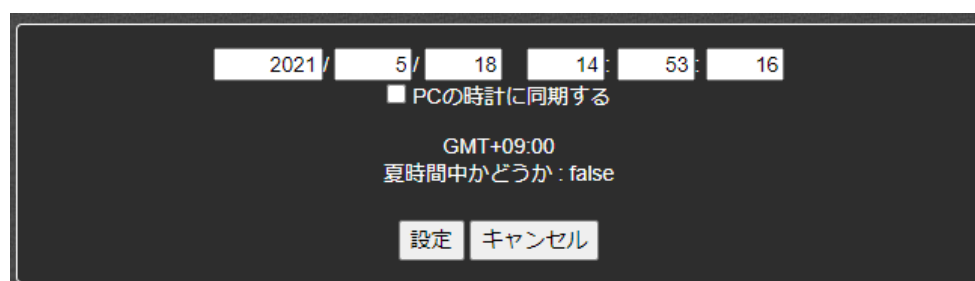 2021 / 5 / 18 14 : 53 : 16
PCの時計に同期する
GMT+09:00
夏時間中かどうか : false
設定 キャンセル